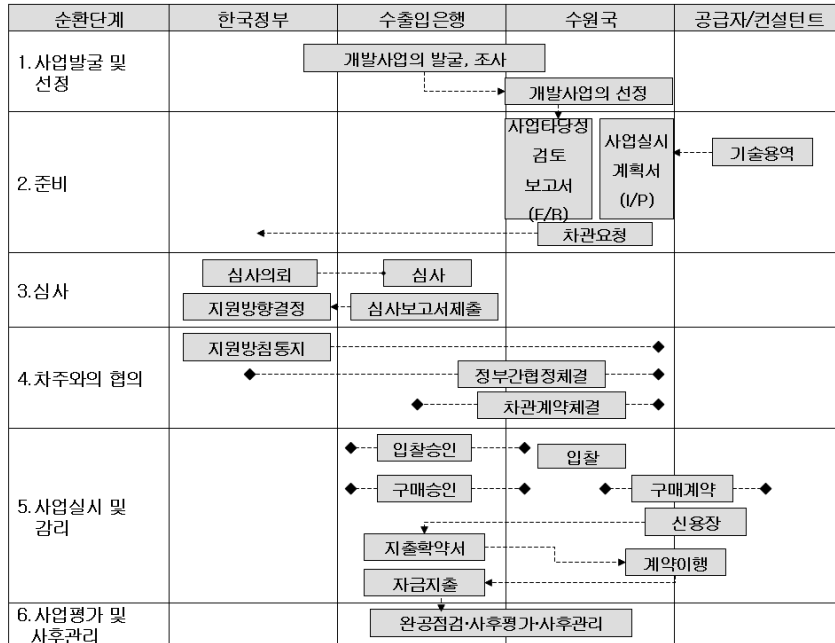 순환단계 한국정부 수출입은행 수원국 공급자/컨설턴트
1.사업발굴 및
선정
개발사업의 발굴, 조사
개발사업의 선정
2.준비
사업타당성
검토
보고서
(F/R)
사업실시
계획서
(I/P)
기술용역
차관요청
3.심사
심사의뢰 심사
지원방향결정 심사보고서제출
4.차주와의 협의
지원방침통지
정부간협정체결
차관계약체결
5.사업실시 및
감리
입찰승인 입찰
구매승인 구매계약
신용장
지출확약서
계약이행
자금지출
6.사업평가 및
사후관리
완공점검·사후평가·사후관리